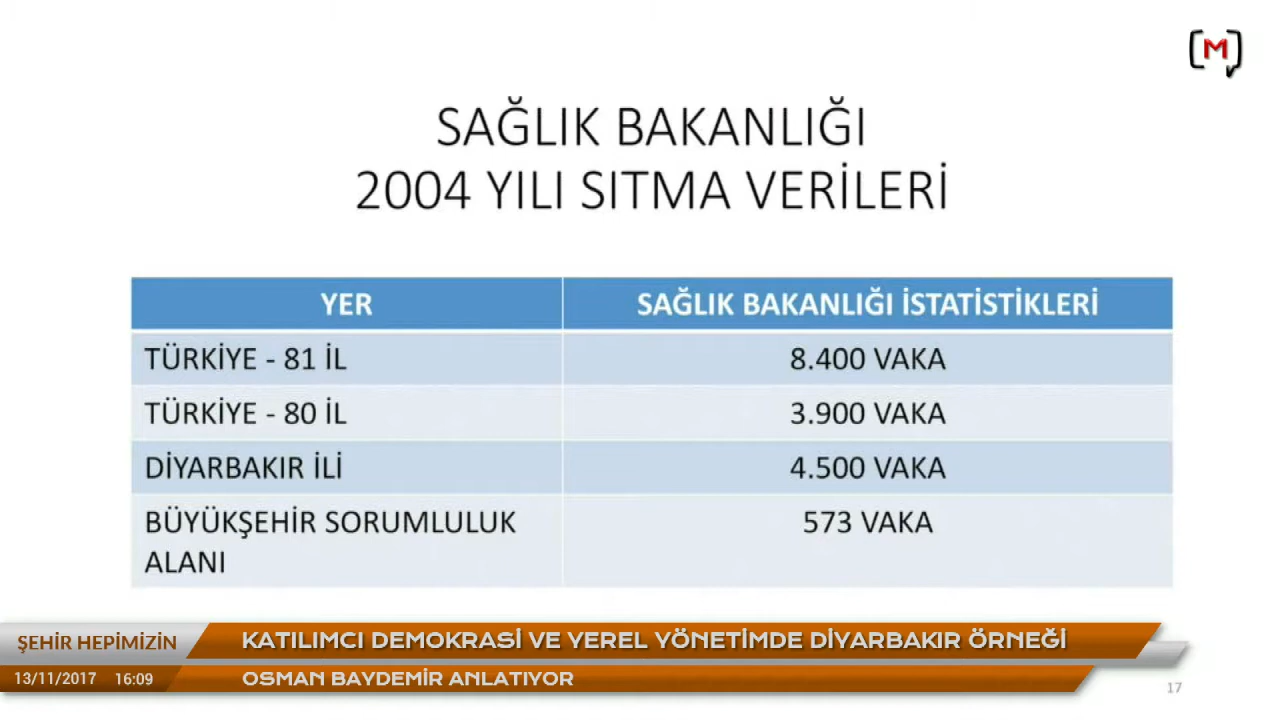 [M]
SAĞLIK BAKANLIĞI
2004 YILI SITMA VERİLERİ
YER SAĞLIK BAKANLIĞI İSTATİSTİKLERİ
TÜRKİYE - 81 İL 8.400 VAKA
TÜRKİYE - 80 İL 3.900 VAKA
DİYARBAKIR İLİ 4.500 VAKA
BÜYÜKŞEHİR SORUMLULUK 573 VAKA
ALANI
ŞEHİR HEPİMİZİN KATILIMCI DEMOKRASİ VE YEREL YÖNETİMDE DİYARBAKIR ÖRNEĞİ
13/11/2017 16:09 OSMAN BAYDEMİR ANLATIYOR
17